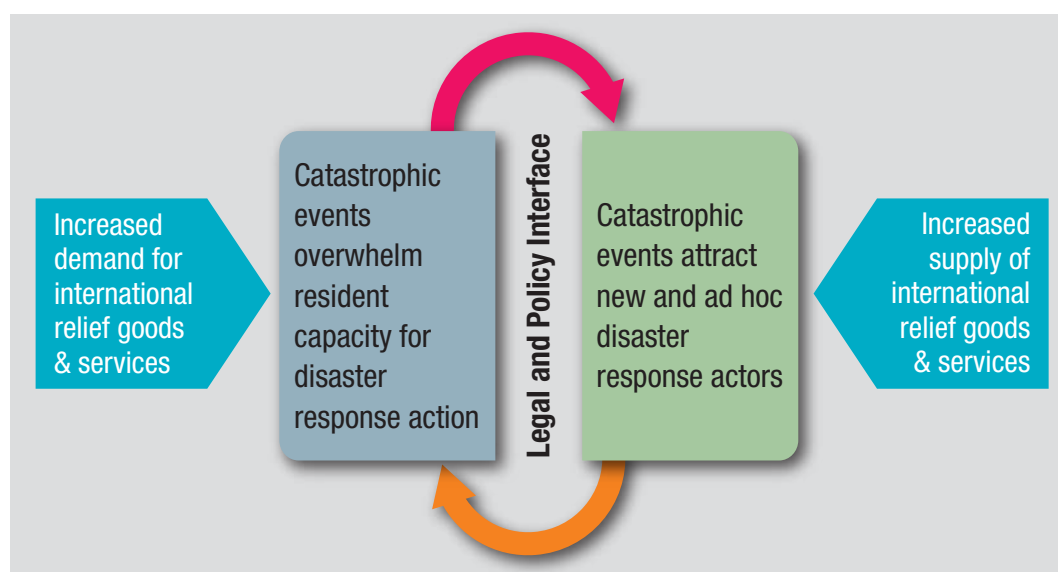 Increased
demand for
international
relief goods
& services
Catastrophic
events
overwhelm
resident
capacity for
disaster
response action
Legal and Policy Interface
Catastrophic
events attract
new and ad hoc
disaster
response actors
Increased
supply of
international
relief goods
& services